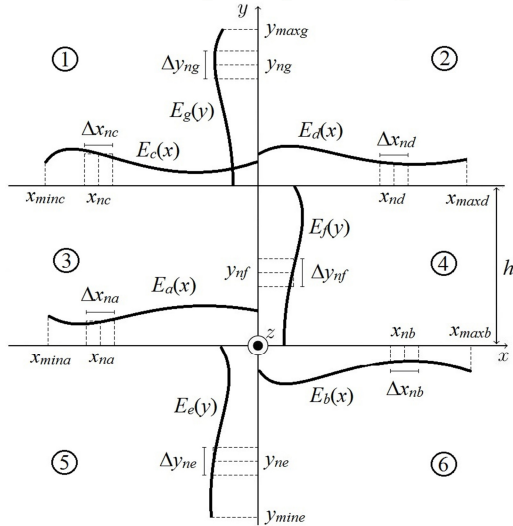 y
y_maxg
1
2
Δy_ng
y_ng
E_g(y)
Δx_nc
E_c(x)
E_d(x)
Δx_nd
x_minc
x_nc
x_nd
x_maxd
E_f(y)
3
4
y_nf
Δy_nf
h
Δx_na
E_a(x)
z
x_nb
x_maxb
x_mina
x_na
x
E_e(y)
E_b(x)
Δx_nb
5
Δy_ne
y_ne
6
y_mine